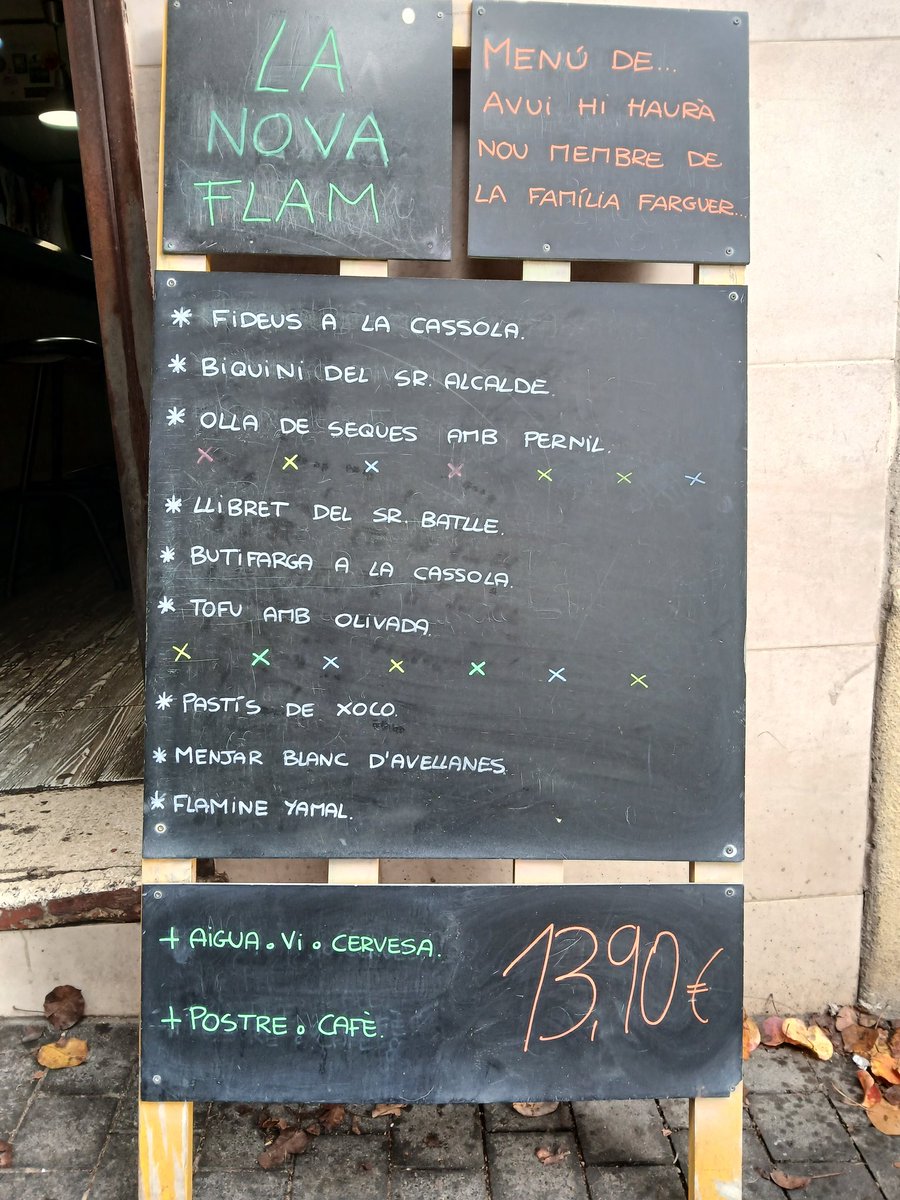 LA
NOVA
FLAM
MENÚ DE...
AVUI HI HAURÀ
NOU MEMBRE DE
LA FAMÍLIA FARGUER...
* FIDEUS A LA CASSOLA.
* BIQUINI DEL SR. ALCALDE.
* OLLA DE SEQUES AMB PERNIL.
x x x x x x x
* LLIBRET DEL SR. BATLLE.
* BUTIFARGA A LA CASSOLA.
* TOFU AMB OLIVADA.
x x x x x x x
* PASTÍS DE XOCO.
* MENJAR BLANC D'AVELLANES.
* FLAMINE YAMAL.
+ AIGUA. VI. CERVESA.
+ POSTRE. CAFÈ.
13,90€